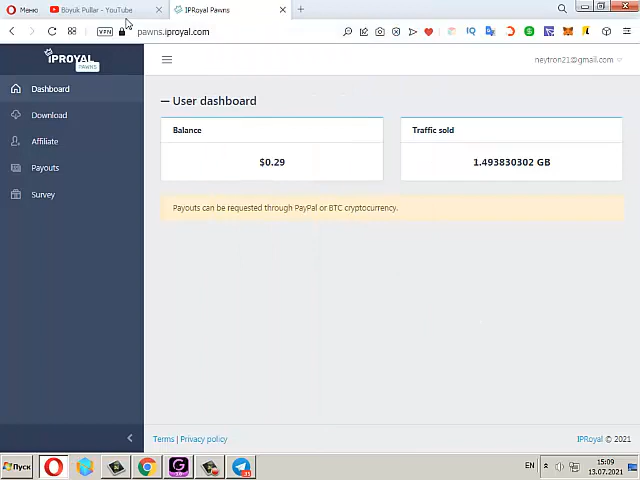 Меню
Boyuk Pullar - YouTube
IPRoyal Pawns
VPN
pawns.iproyal.com
IPROYAL
PAWNS
neytron21@gmail.com
Dashboard
Download
Affiliate
Payouts
Survey
User dashboard
Balance
$0.29
Traffic sold
1.493830302 GB
Payouts can be requested through PayPal or BTC cryptocurrency.
Terms | Privacy policy
IPRoyal © 2021
Пуск
EN
15:09
13.07.2021